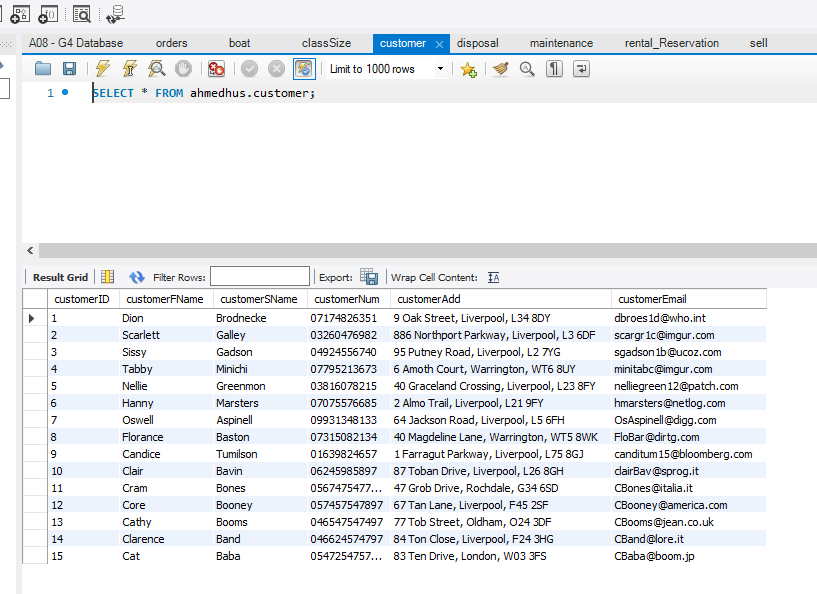 A08 - G4 Database orders boat classSize customer disposal maintenance rental_Reservation sell
Limit to 1000 rows
1 SELECT * FROM ahmedhus.customer;
Result Grid Filter Rows: Export: Wrap Cell Content:
customerID customerFName customerSName customerNum customerAdd customerEmail
1 Dion Brodnecke 07174826351 9 Oak Street, Liverpool, L34 8DY dbroes1d@who.int
2 Scarlett Galley 03260476982 886 Northport Parkway, Liverpool, L3 6DF scargr1c@imgur.com
3 Sissy Gadson 04924556740 95 Putney Road, Liverpool, L2 7YG sgadson1b@ucoz.com
4 Tabby Minichi 07795213673 6 Amoth Court, Warrington, WT6 8UY minitabc@imgur.com
5 Nellie Greenmon 03816078215 40 Graceland Crossing, Liverpool, L23 8FY nelliegreen12@patch.com
6 Hanny Marsters 07075576685 2 Almo Trail, Liverpool, L21 9FY hmarsters@netlog.com
7 Oswell Aspinell 09931348133 64 Jackson Road, Liverpool, L5 6FH OsAspinell@digg.com
8 Florance Baston 07315082134 40 Magdeline Lane, Warrington, WT5 8WK FloBar@dirtg.com
9 Candice Tumilson 01639824657 1 Farragut Parkway, Liverpool, L75 8GJ canditum15@bloomberg.com
10 Clair Bavin 06245985897 87 Toban Drive, Liverpool, L26 8GH clairBav@sprog.it
11 Cram Bones 0567475477... 47 Grob Drive, Rochdale, G34 6SD CBones@italia.it
12 Core Booney 057457547897 67 Tan Lane, Liverpool, F45 2SF CBooney@america.com
13 Cathy Booms 046547547497 77 Tob Street, Oldham, O24 3DF CBooms@jean.co.uk
14 Clarence Band 046624574797 84 Ton Close, Liverpool, F24 3HG CBand@lore.it
15 Cat Baba 0547254757... 83 Ten Drive, London, W03 3FS CBaba@boom.jp